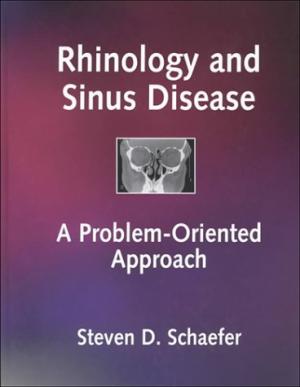 Rhinology and
Sinus Disease
A Problem-Oriented
Approach
Steven D. Schaefer